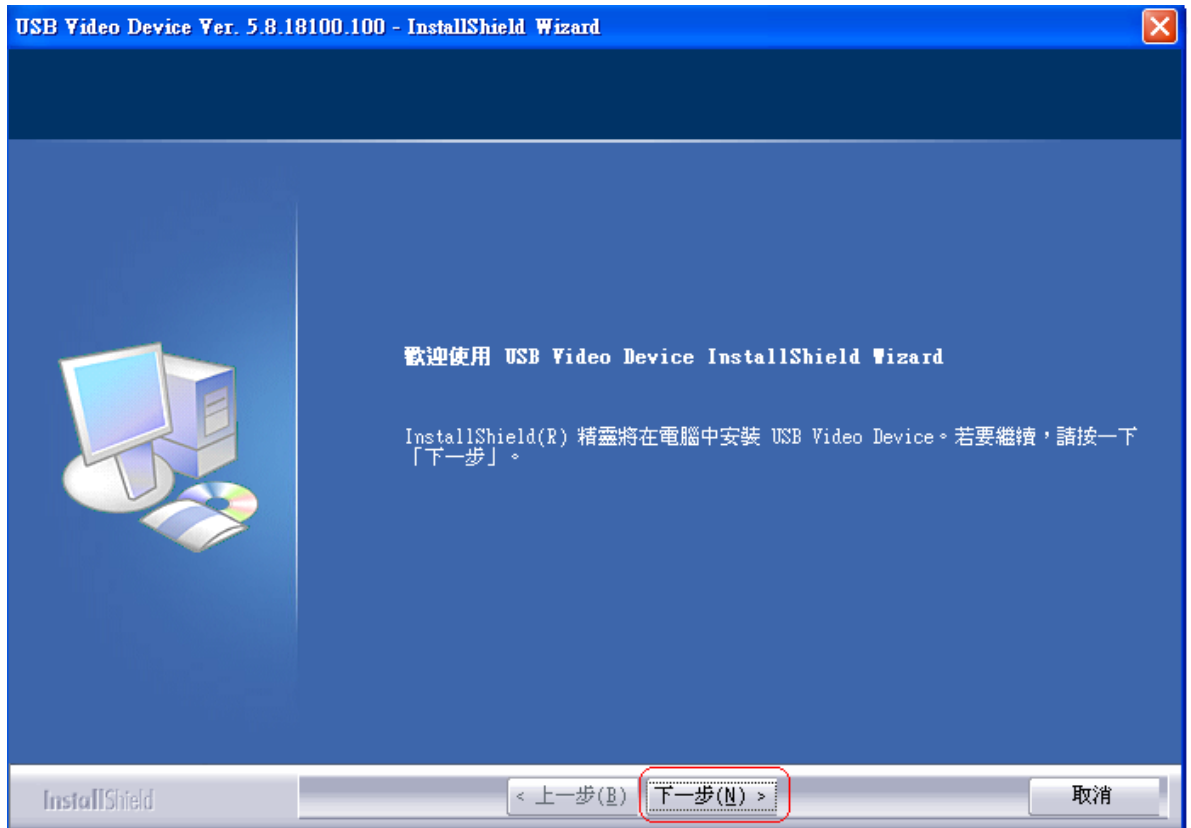 USB Video Device Ver. 5.8.18100.100 - InstallShield Wizard
歡迎使用 USB Video Device InstallShield Wizard
InstallShield(R) 精靈將在電腦中安裝 USB Video Device。若要繼續，請按一下
「下一步」。
InstallShield
< 上一步(B)
下一步(N) >
取消